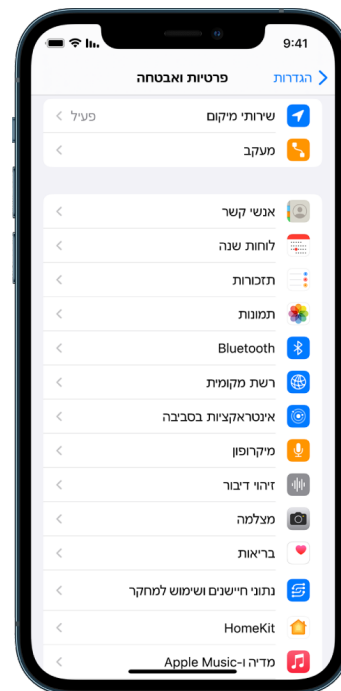 9:41
הגדרות
פרטיות ואבטחה
שירותי מיקום פעיל
מעקב
אנשי קשר
לוחות שנה
תזכורות
תמונות
Bluetooth
רשת מקומית
אינטראקציות בסביבה
מיקרופון
זיהוי דיבור
מצלמה
בריאות
נתוני חיישנים ושימוש למחקר
HomeKit
מדיה ו-Apple Music